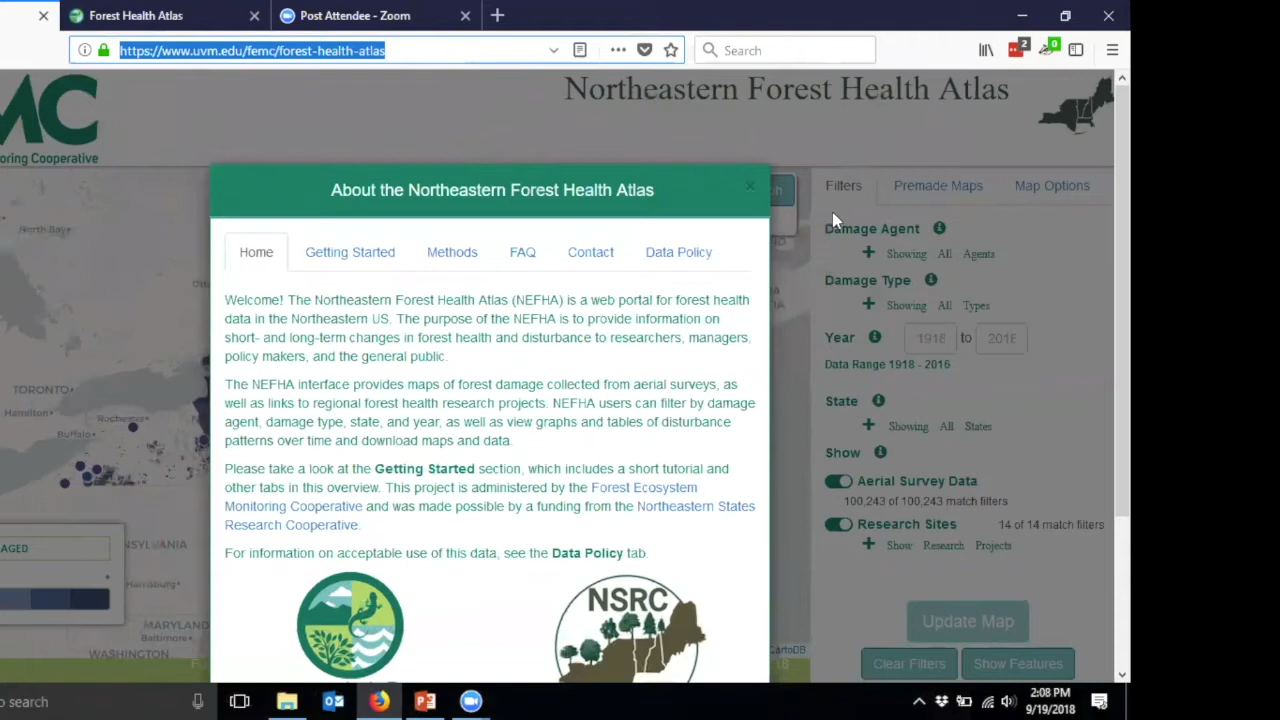 Forest Health Atlas
Post Attendee - Zoom
https://www.uvm.edu/femc/forest-health-atlas
Search
2
0
MC
oring Cooperative
Northeastern Forest Health Atlas
About the Northeastern Forest Health Atlas
×
Home
Getting Started
Methods
FAQ
Contact
Data Policy
Welcome! The Northeastern Forest Health Atlas (NEFHA) is a web portal for forest health
data in the Northeastern US. The purpose of the NEFHA is to provide information on
short- and long-term changes in forest health and disturbance to researchers, managers,
policy makers, and the general public.
The NEFHA interface provides maps of forest damage collected from aerial surveys, as
well as links to regional forest health research projects. NEFHA users can filter by damage
agent, damage type, state, and year, as well as view graphs and tables of disturbance
patterns over time and download maps and data.
Please take a look at the Getting Started section, which includes a short tutorial and
other tabs in this overview. This project is administered by the Forest Ecosystem
Monitoring Cooperative and was made possible by a funding from the Northeastern States
Research Cooperative.
For information on acceptable use of this data, see the Data Policy tab.
NSRC
Filters
Premade Maps
Map Options
Damage Agent
Showing All Agents
Damage Type
Showing All Types
Year 1918 to 2018
Data Range 1918 - 2016
State
Showing All States
Show
Aerial Survey Data
100,243 of 100,243 match filters
Research Sites 14 of 14 match filters
Show Research Projects
Update Map
Clear Filters
Show Features
North Bay
TORONTO
Hamilton
Rochester
Buffalo
AGED
NSYLVANIA
Harrisburg
MARYLAND
Baltimore
WASHINGTON
CartoDB
o search
2:08 PM
9/19/2018